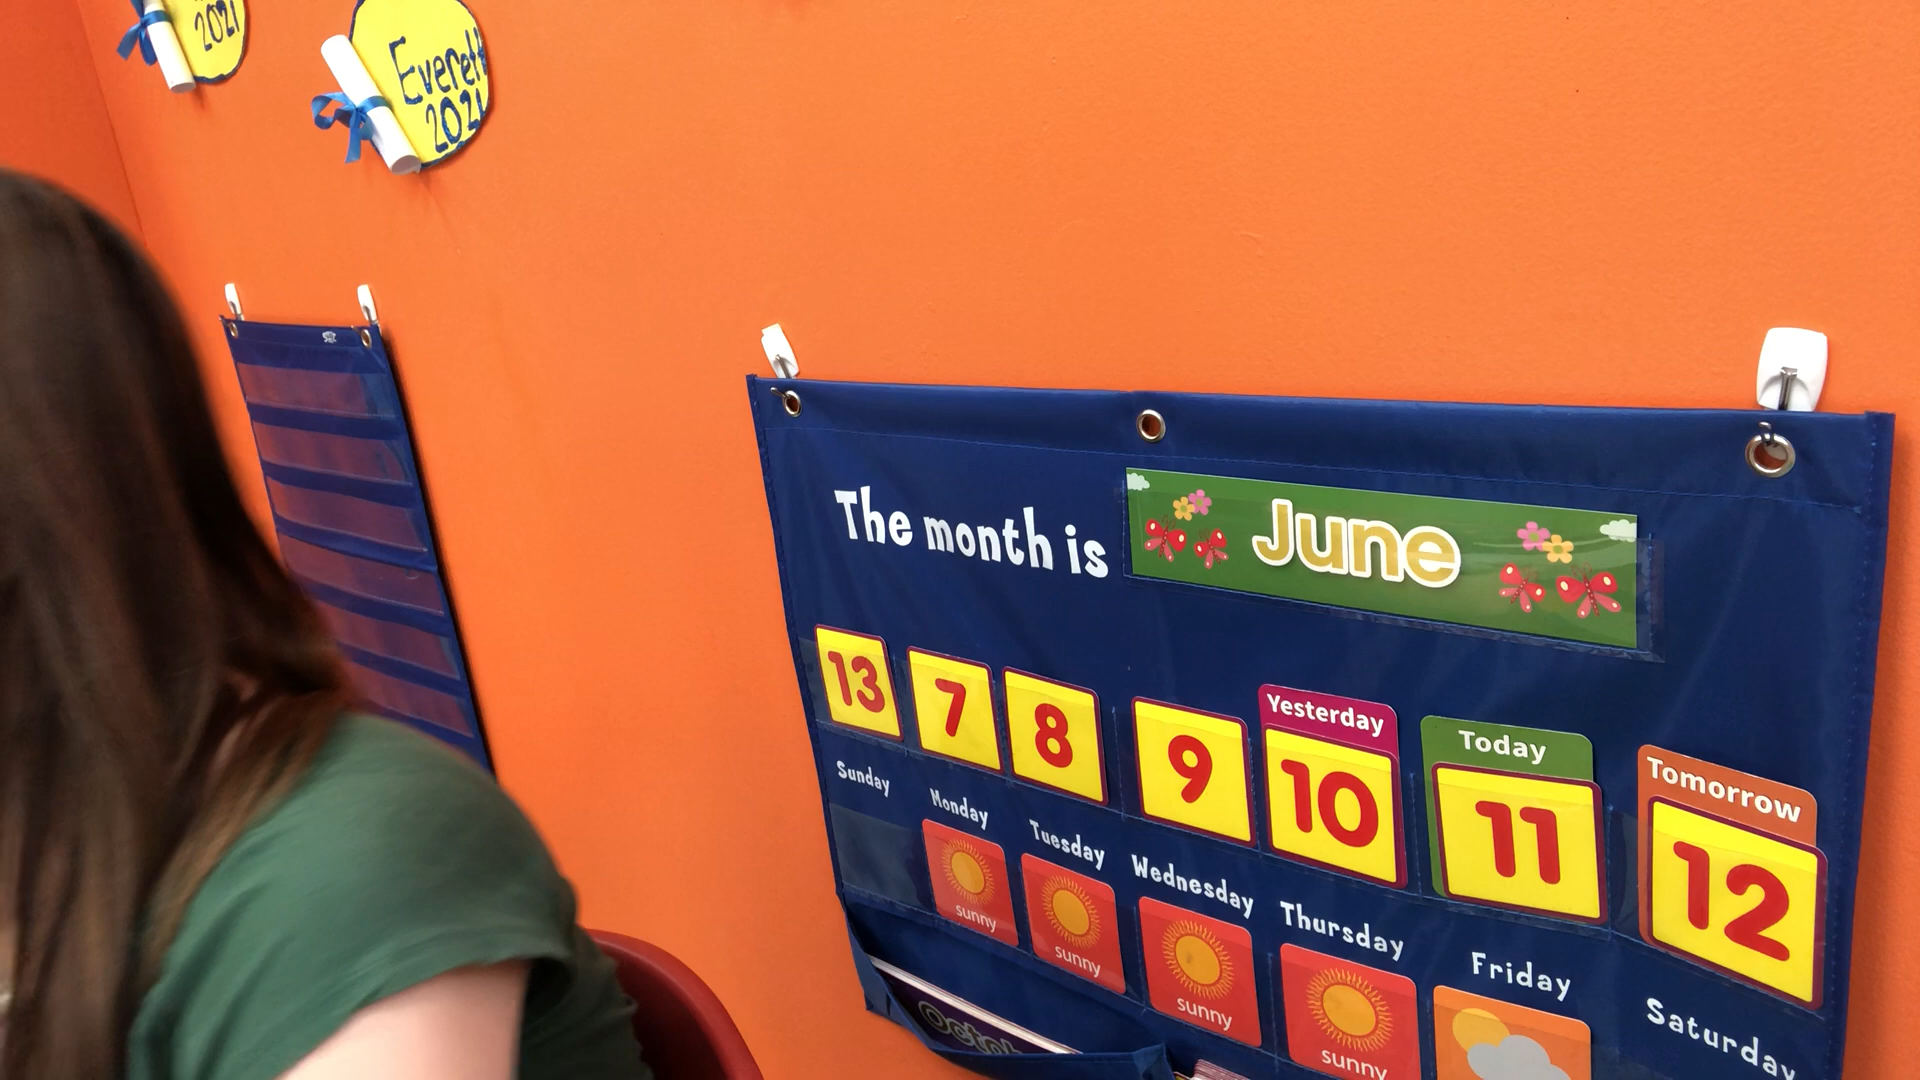 2021
Everett
2021
The month is June
13 7 8 9 Yesterday 10 Today 11 Tomorrow 12
Sunday Monday Tuesday Wednesday Thursday Friday Saturday
sunny sunny sunny sunny